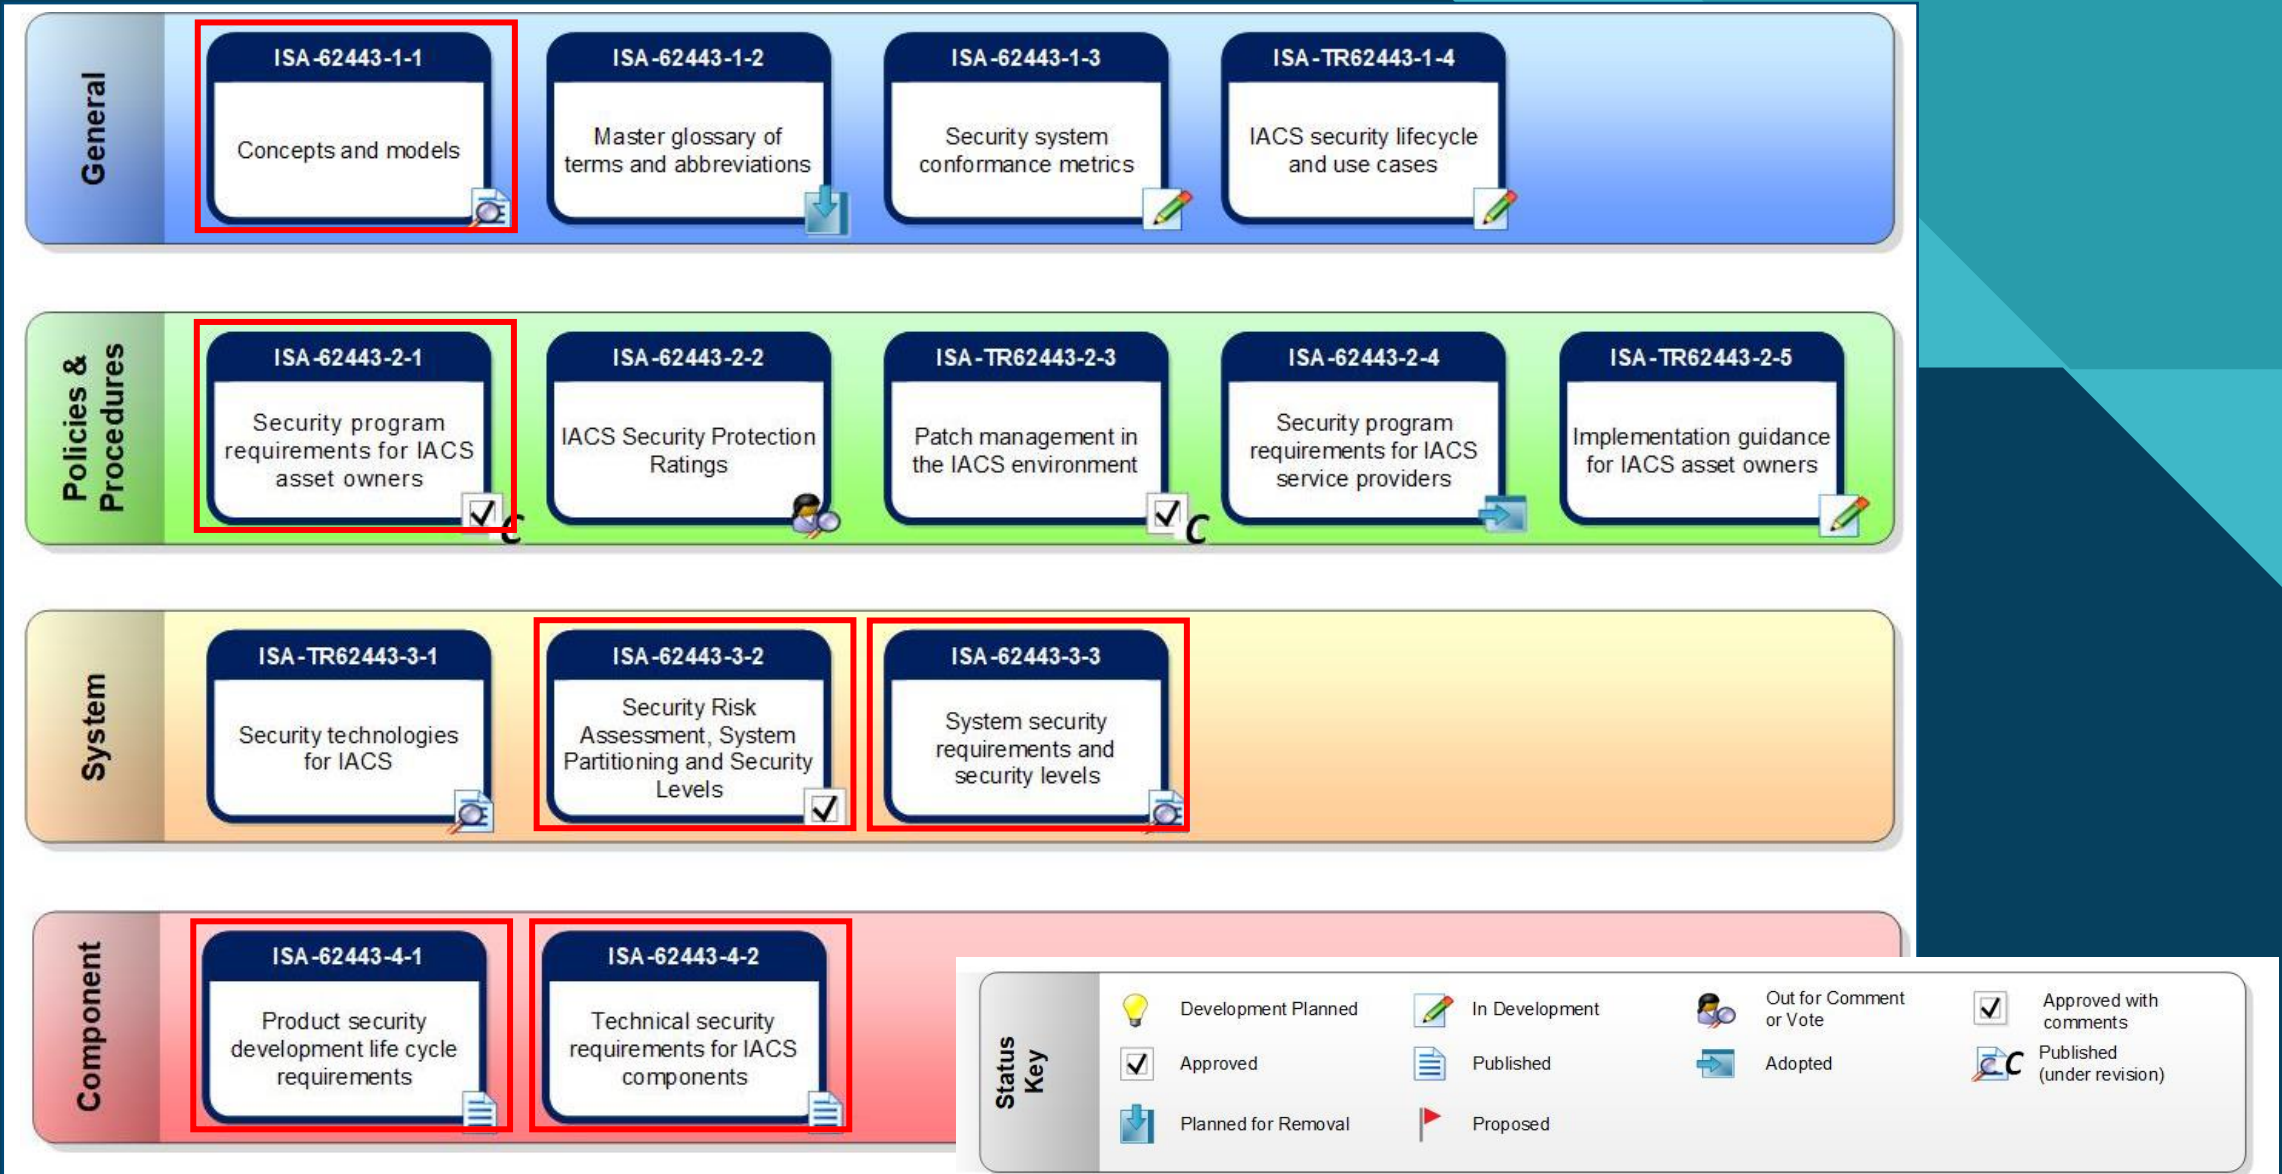 General
ISA-62443-1-1
Concepts and models
ISA-62443-1-2
Master glossary of
terms and abbreviations
ISA-62443-1-3
Security system
conformance metrics
ISA-TR62443-1-4
IACS security lifecycle
and use cases
Policies &
Procedures
ISA-62443-2-1
Security program
requirements for IACS
asset owners
C
ISA-62443-2-2
IACS Security Protection
Ratings
ISA-TR62443-2-3
Patch management in
the IACS environment
C
ISA-62443-2-4
Security program
requirements for IACS
service providers
ISA-TR62443-2-5
Implementation guidance
for IACS asset owners
System
ISA-TR62443-3-1
Security technologies
for IACS
ISA-62443-3-2
Security Risk
Assessment, System
Partitioning and Security
Levels
ISA-62443-3-3
System security
requirements and
security levels
Component
ISA-62443-4-1
Product security
development life cycle
requirements
ISA-62443-4-2
Technical security
requirements for IACS
components
Status
Key
Development Planned
In Development
Out for Comment
or Vote
Approved with
comments
Approved
Published
Adopted
C
Published
(under revision)
Planned for Removal
Proposed